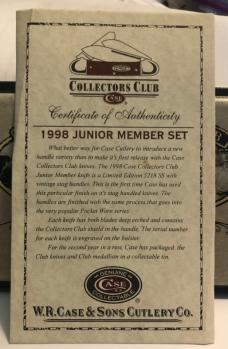 COLLECTORS CLUB
CASE
Certificate of Authenticity
1998 JUNIOR MEMBER SET
What better way for Case Cutlery to introduce a new
handle variety than to make it's first release with the Case
Collectors Club knives. The 1998 Case Collectors Club
Junior Member knife is a Limited Edition 5218 SS with
vintage stag handles. This is the first time Case has used
this particular finish on it's stag handled knives. The
handles are finished with the same process that goes into
the very popular Pocket Worn series.
Each knife has both blades deep etched and contains
the Collectors Club shield in the handle. The serial number
for each knife is engraved on the bolster.
For the second year in a row, Case has packaged the
Club knives and Club medallion in a collectable tin.
GENUINE
CASE
COLLECTABLE
W.R. CASE & SONS CUTLERY CO.